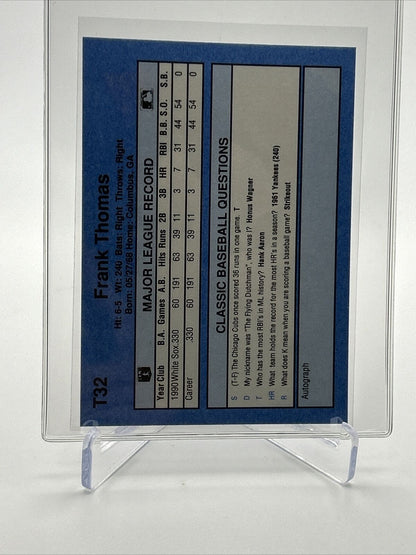 T32
Frank Thomas
Ht: 6-5 Wt: 240 Bats: Right Throws: Right
Born: 05/27/68 Home: Columbus, GA
MAJOR LEAGUE RECORD
Year Club B.A. Games A.B. Hits Runs 2B 3B HR RBI B.B. S.O. S.B.
1990 White Sox .330 60 191 63 39 11 3 7 31 44 54 0
Career .330 60 191 63 39 11 3 7 31 44 54 0
CLASSIC BASEBALL QUESTIONS
S (T-F) The Chicago Cubs once scored 36 runs in one game. T
D My nickname was "The Flying Dutchman", who was I? Honus Wagner
T Who has the most RBI's in ML history? Hank Aaron
HR What team holds the record for the most HR's in a season? 1961 Yankees (240)
R What does K mean when you are scoring a baseball game? Strikeout
Autograph